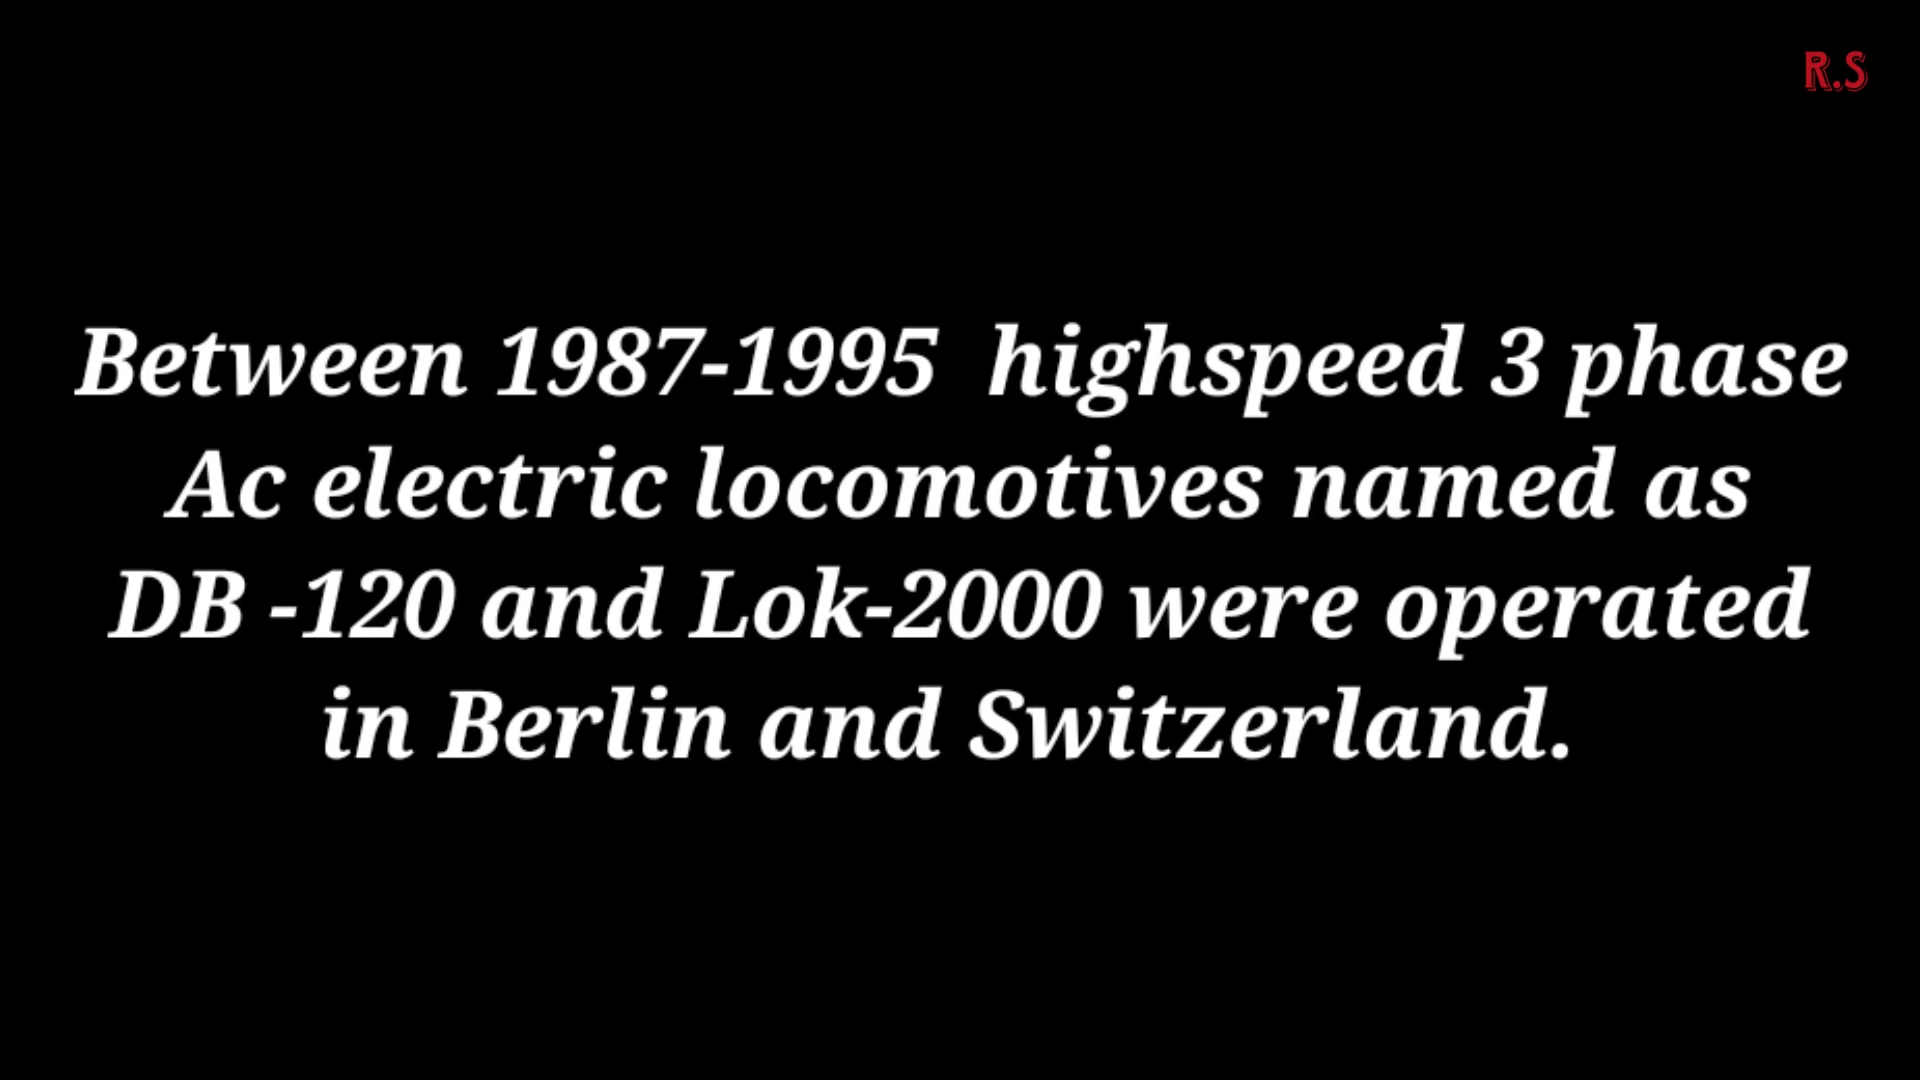 R.S
Between 1987-1995  highspeed 3 phase
Ac electric locomotives named as
DB -120 and Lok-2000 were operated
in Berlin and Switzerland.